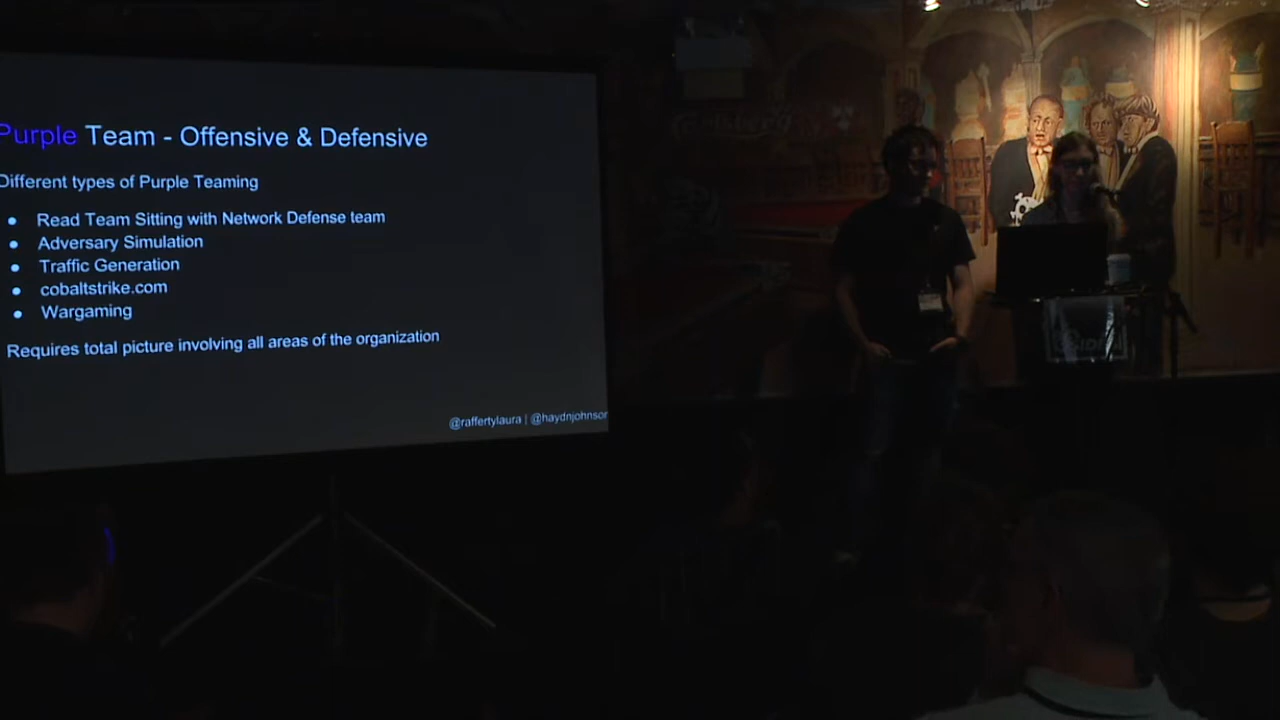 Purple Team - Offensive & Defensive
Different types of Purple Teaming
● Read Team Sitting with Network Defense team
● Adversary Simulation
● Traffic Generation
● cobaltstrike.com
● Wargaming
Requires total picture involving all areas of the organization
@raffertylaura | @haydnjohnson
Carlsberg